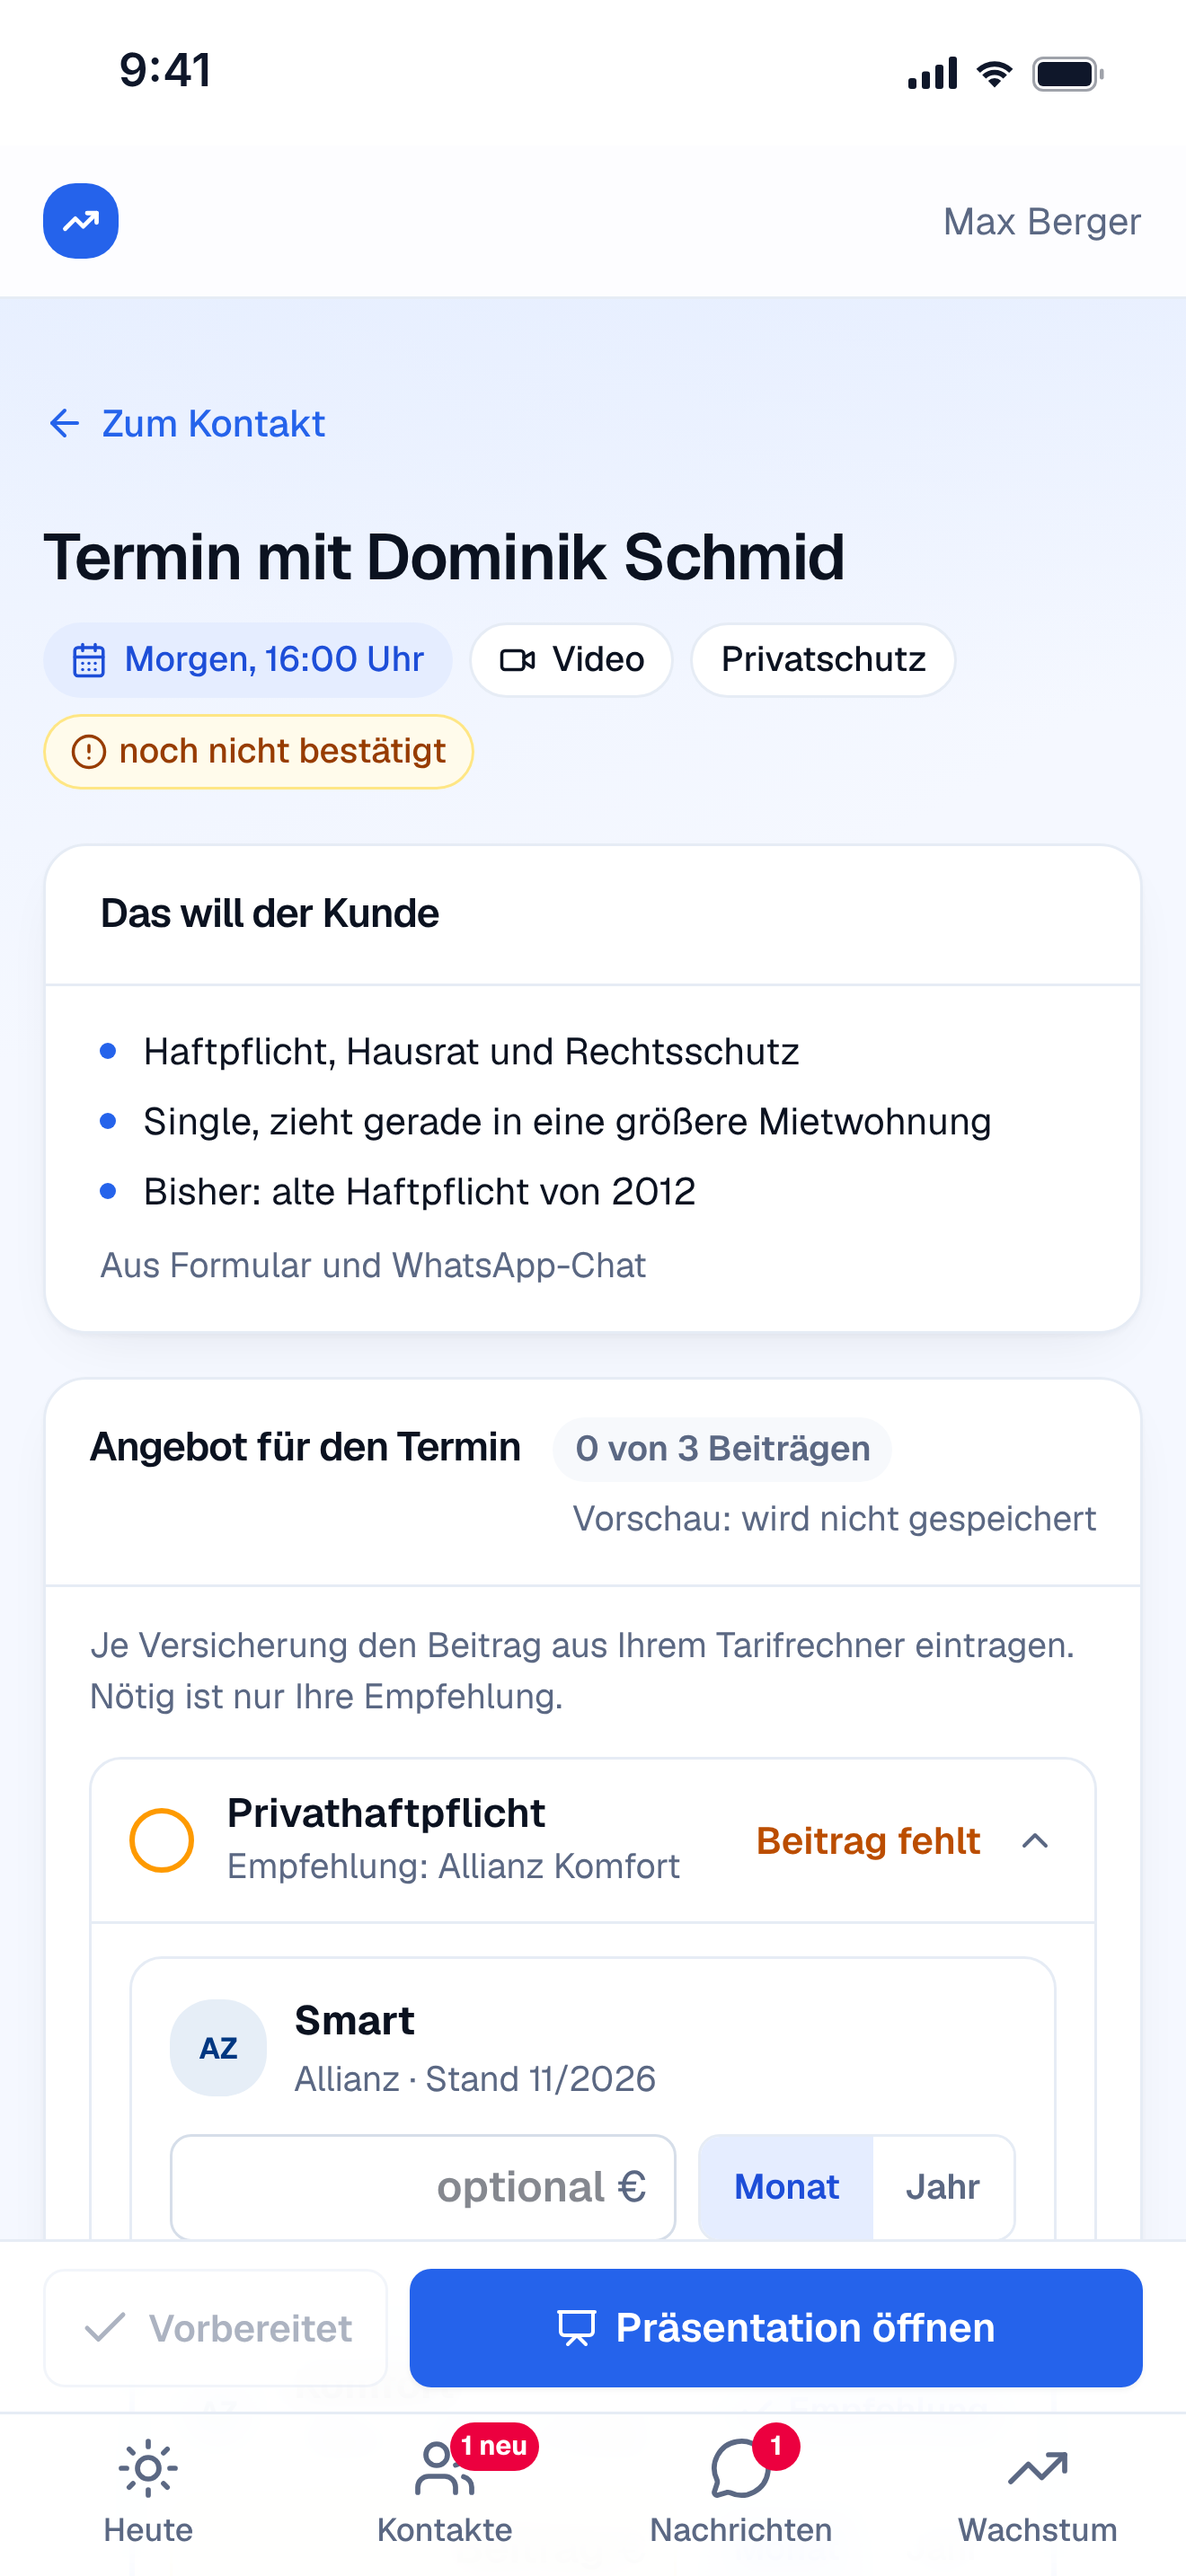 9:41
Max Berger
Zum Kontakt
Termin mit Dominik Schmid
Morgen, 16:00 Uhr
Video
Privatschutz
noch nicht bestätigt
Das will der Kunde
Haftpflicht, Hausrat und Rechtsschutz
Single, zieht gerade in eine größere Mietwohnung
Bisher: alte Haftpflicht von 2012
Aus Formular und WhatsApp-Chat
Angebot für den Termin
0 von 3 Beiträgen
Vorschau: wird nicht gespeichert
Je Versicherung den Beitrag aus Ihrem Tarifrechner eintragen.
Nötig ist nur Ihre Empfehlung.
Privathaftpflicht
Empfehlung: Allianz Komfort
Beitrag fehlt
AZ
Smart
Allianz · Stand 11/2026
optional €
Monat
Jahr
Vorbereitet
Präsentation öffnen
1 neu
1
Heute
Kontakte
Nachrichten
Wachstum